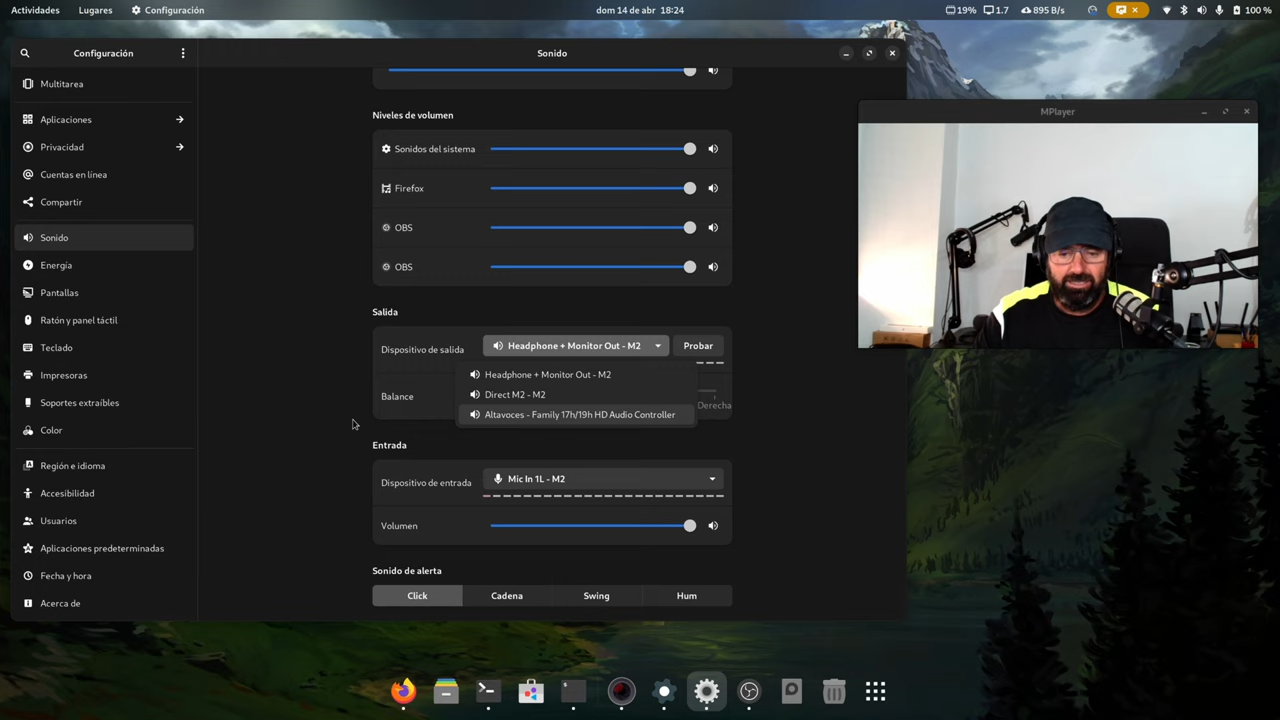 Actividades
Lugares
Configuración
dom 14 de abr 18:24
19%
1.7
895 B/s
100 %
Configuración
Sonido
Multitarea
Aplicaciones
Privacidad
Cuentas en línea
Compartir
Sonido
Energía
Pantallas
Ratón y panel táctil
Teclado
Impresoras
Soportes extraíbles
Color
Región e idioma
Accesibilidad
Usuarios
Aplicaciones predeterminadas
Fecha y hora
Acerca de
Niveles de volumen
Sonidos del sistema
Firefox
OBS
OBS
Salida
Dispositivo de salida
Headphone + Monitor Out - M2
Probar
Headphone + Monitor Out - M2
Direct M2 - M2
Altavoces - Family 17h/19h HD Audio Controller
Balance
Derecha
Entrada
Dispositivo de entrada
Mic In 1L - M2
Volumen
Sonido de alerta
Click
Cadena
Swing
Hum
MPlayer